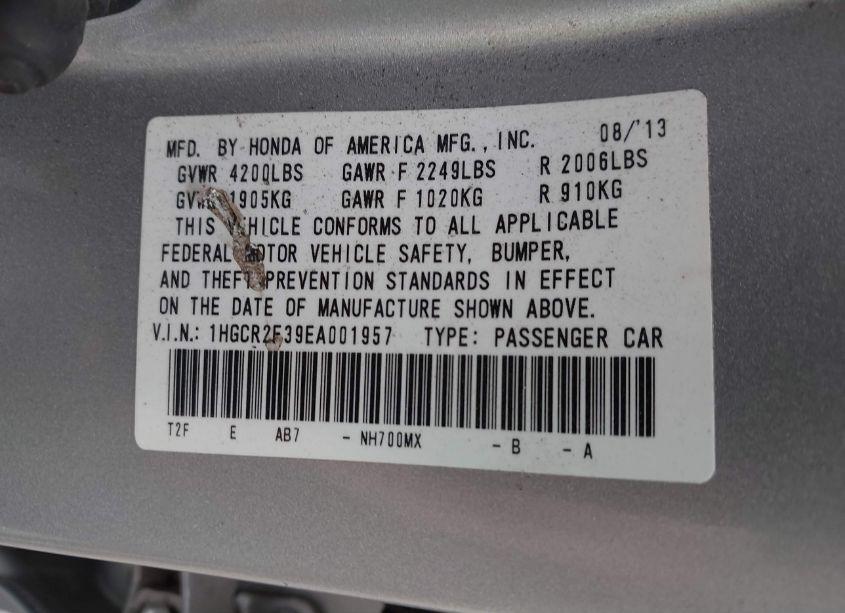 MFD. BY HONDA OF AMERICA MFG., INC. 08/'13
GVWR 4200LBS GAWR F 2249LBS R 2006LBS
GVWR 1905KG GAWR F 1020KG R 910KG
THIS VEHICLE CONFORMS TO ALL APPLICABLE
FEDERAL MOTOR VEHICLE SAFETY, BUMPER,
AND THEFT PREVENTION STANDARDS IN EFFECT
ON THE DATE OF MANUFACTURE SHOWN ABOVE.
V.I.N.: 1HGCR2F39EA001957 TYPE: PASSENGER CAR
T2F E AB7 - NH700MX - B - A